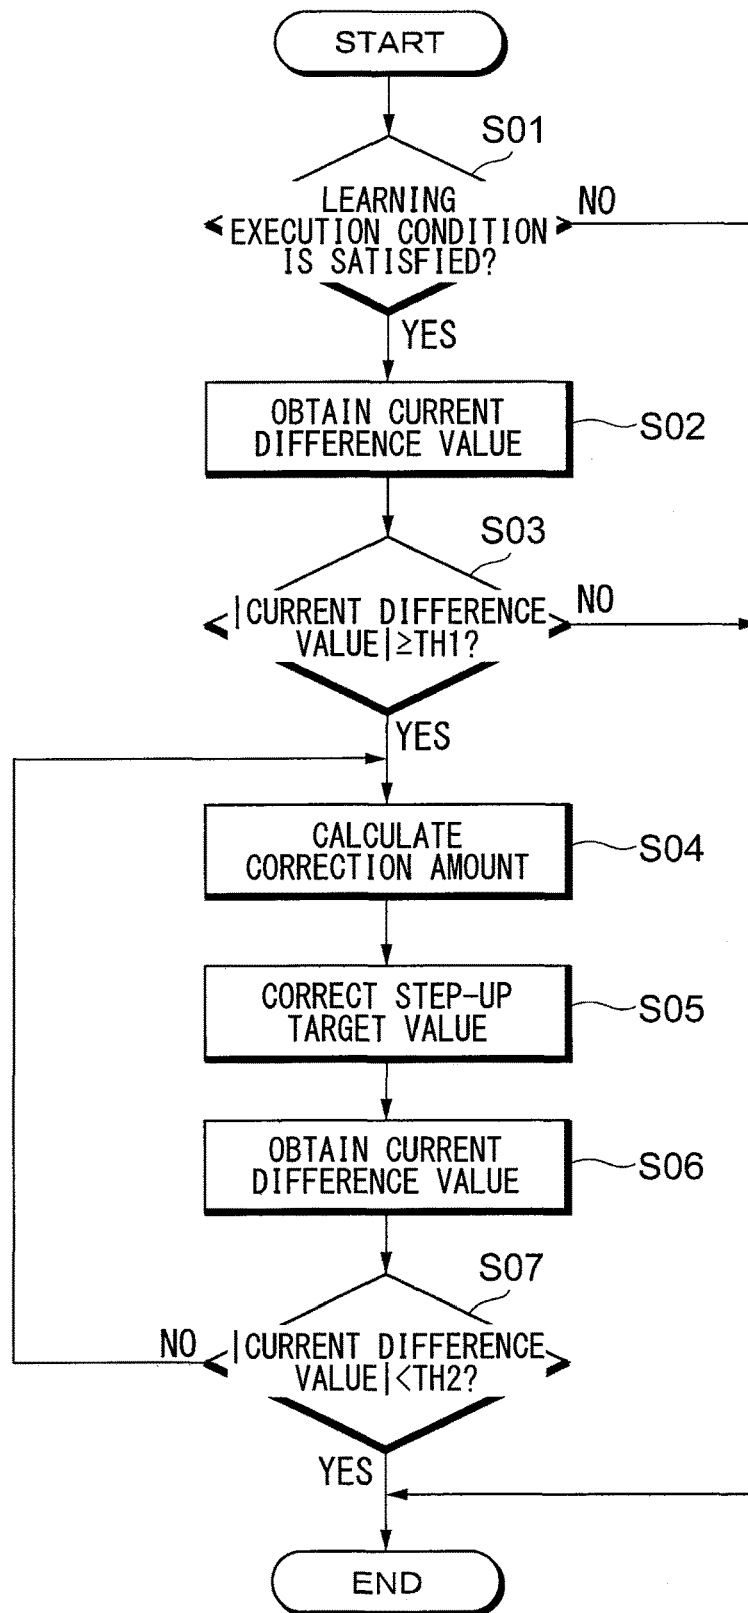 START
S01
LEARNING
EXECUTION CONDITION
IS SATISFIED?
NO
YES
OBTAIN CURRENT
DIFFERENCE VALUE
S02
S03
|CURRENT DIFFERENCE
VALUE|≧TH1?
NO
YES
CALCULATE
CORRECTION AMOUNT
S04
CORRECT STEP-UP
TARGET VALUE
S05
OBTAIN CURRENT
DIFFERENCE VALUE
S06
S07
NO
|CURRENT DIFFERENCE
VALUE|<TH2?
YES
END